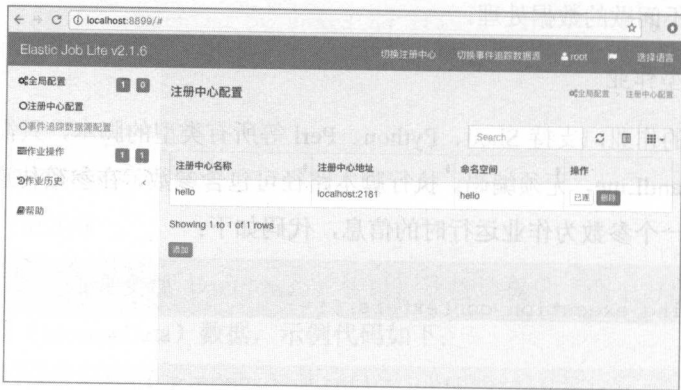 localhost:8899/#
Elastic Job Lite v2.1.6
切换注册中心 切换事件追踪数据源 root 选择语言
全局配置 1 0
注册中心配置
事件追踪数据源配置
作业操作 1 1
作业历史
帮助
注册中心配置
全局配置 注册中心配置
Search
注册中心名称 注册中心地址 命名空间 操作
hello localhost:2181 hello 已连 删除
Showing 1 to 1 of 1 rows
添加